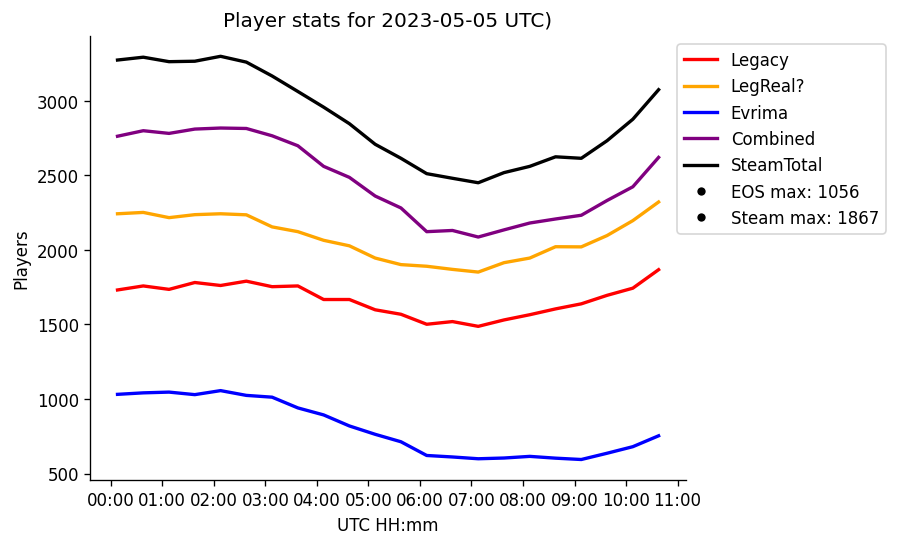 Player stats for 2023-05-05 UTC)
Legacy
LegReal?
Evrima
Combined
SteamTotal
EOS max: 1056
Steam max: 1867
Players
3000
2500
2000
1500
1000
500
00:00 01:00 02:00 03:00 04:00 05:00 06:00 07:00 08:00 09:00 10:00 11:00
UTC HH:mm